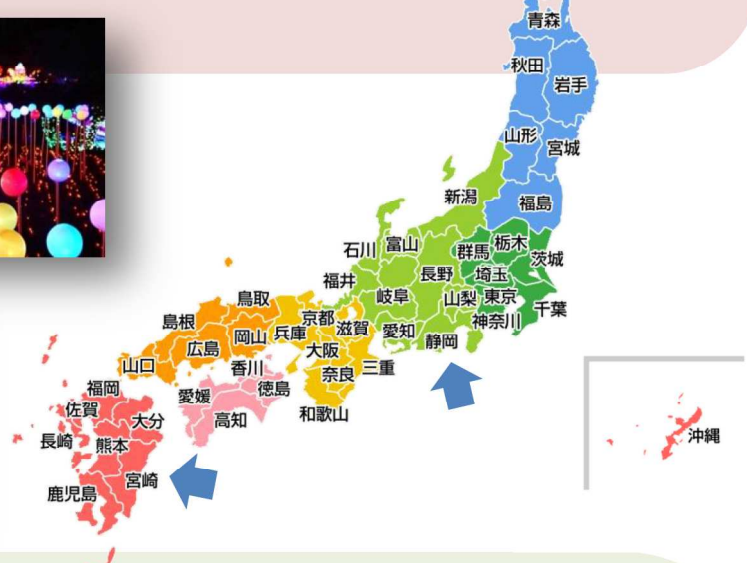 青森
秋田
岩手
山形
宮城
新潟
福島
石川
富山
群馬
栃木
茨城
福井
長野
埼玉
岐阜
山梨
東京
千葉
神奈川
鳥取
島根
岡山
兵庫
京都
滋賀
愛知
静岡
広島
大阪
山口
香川
奈良
三重
徳島
愛媛
高知
和歌山
福岡
佐賀
大分
長崎
熊本
宮崎
鹿児島
沖縄